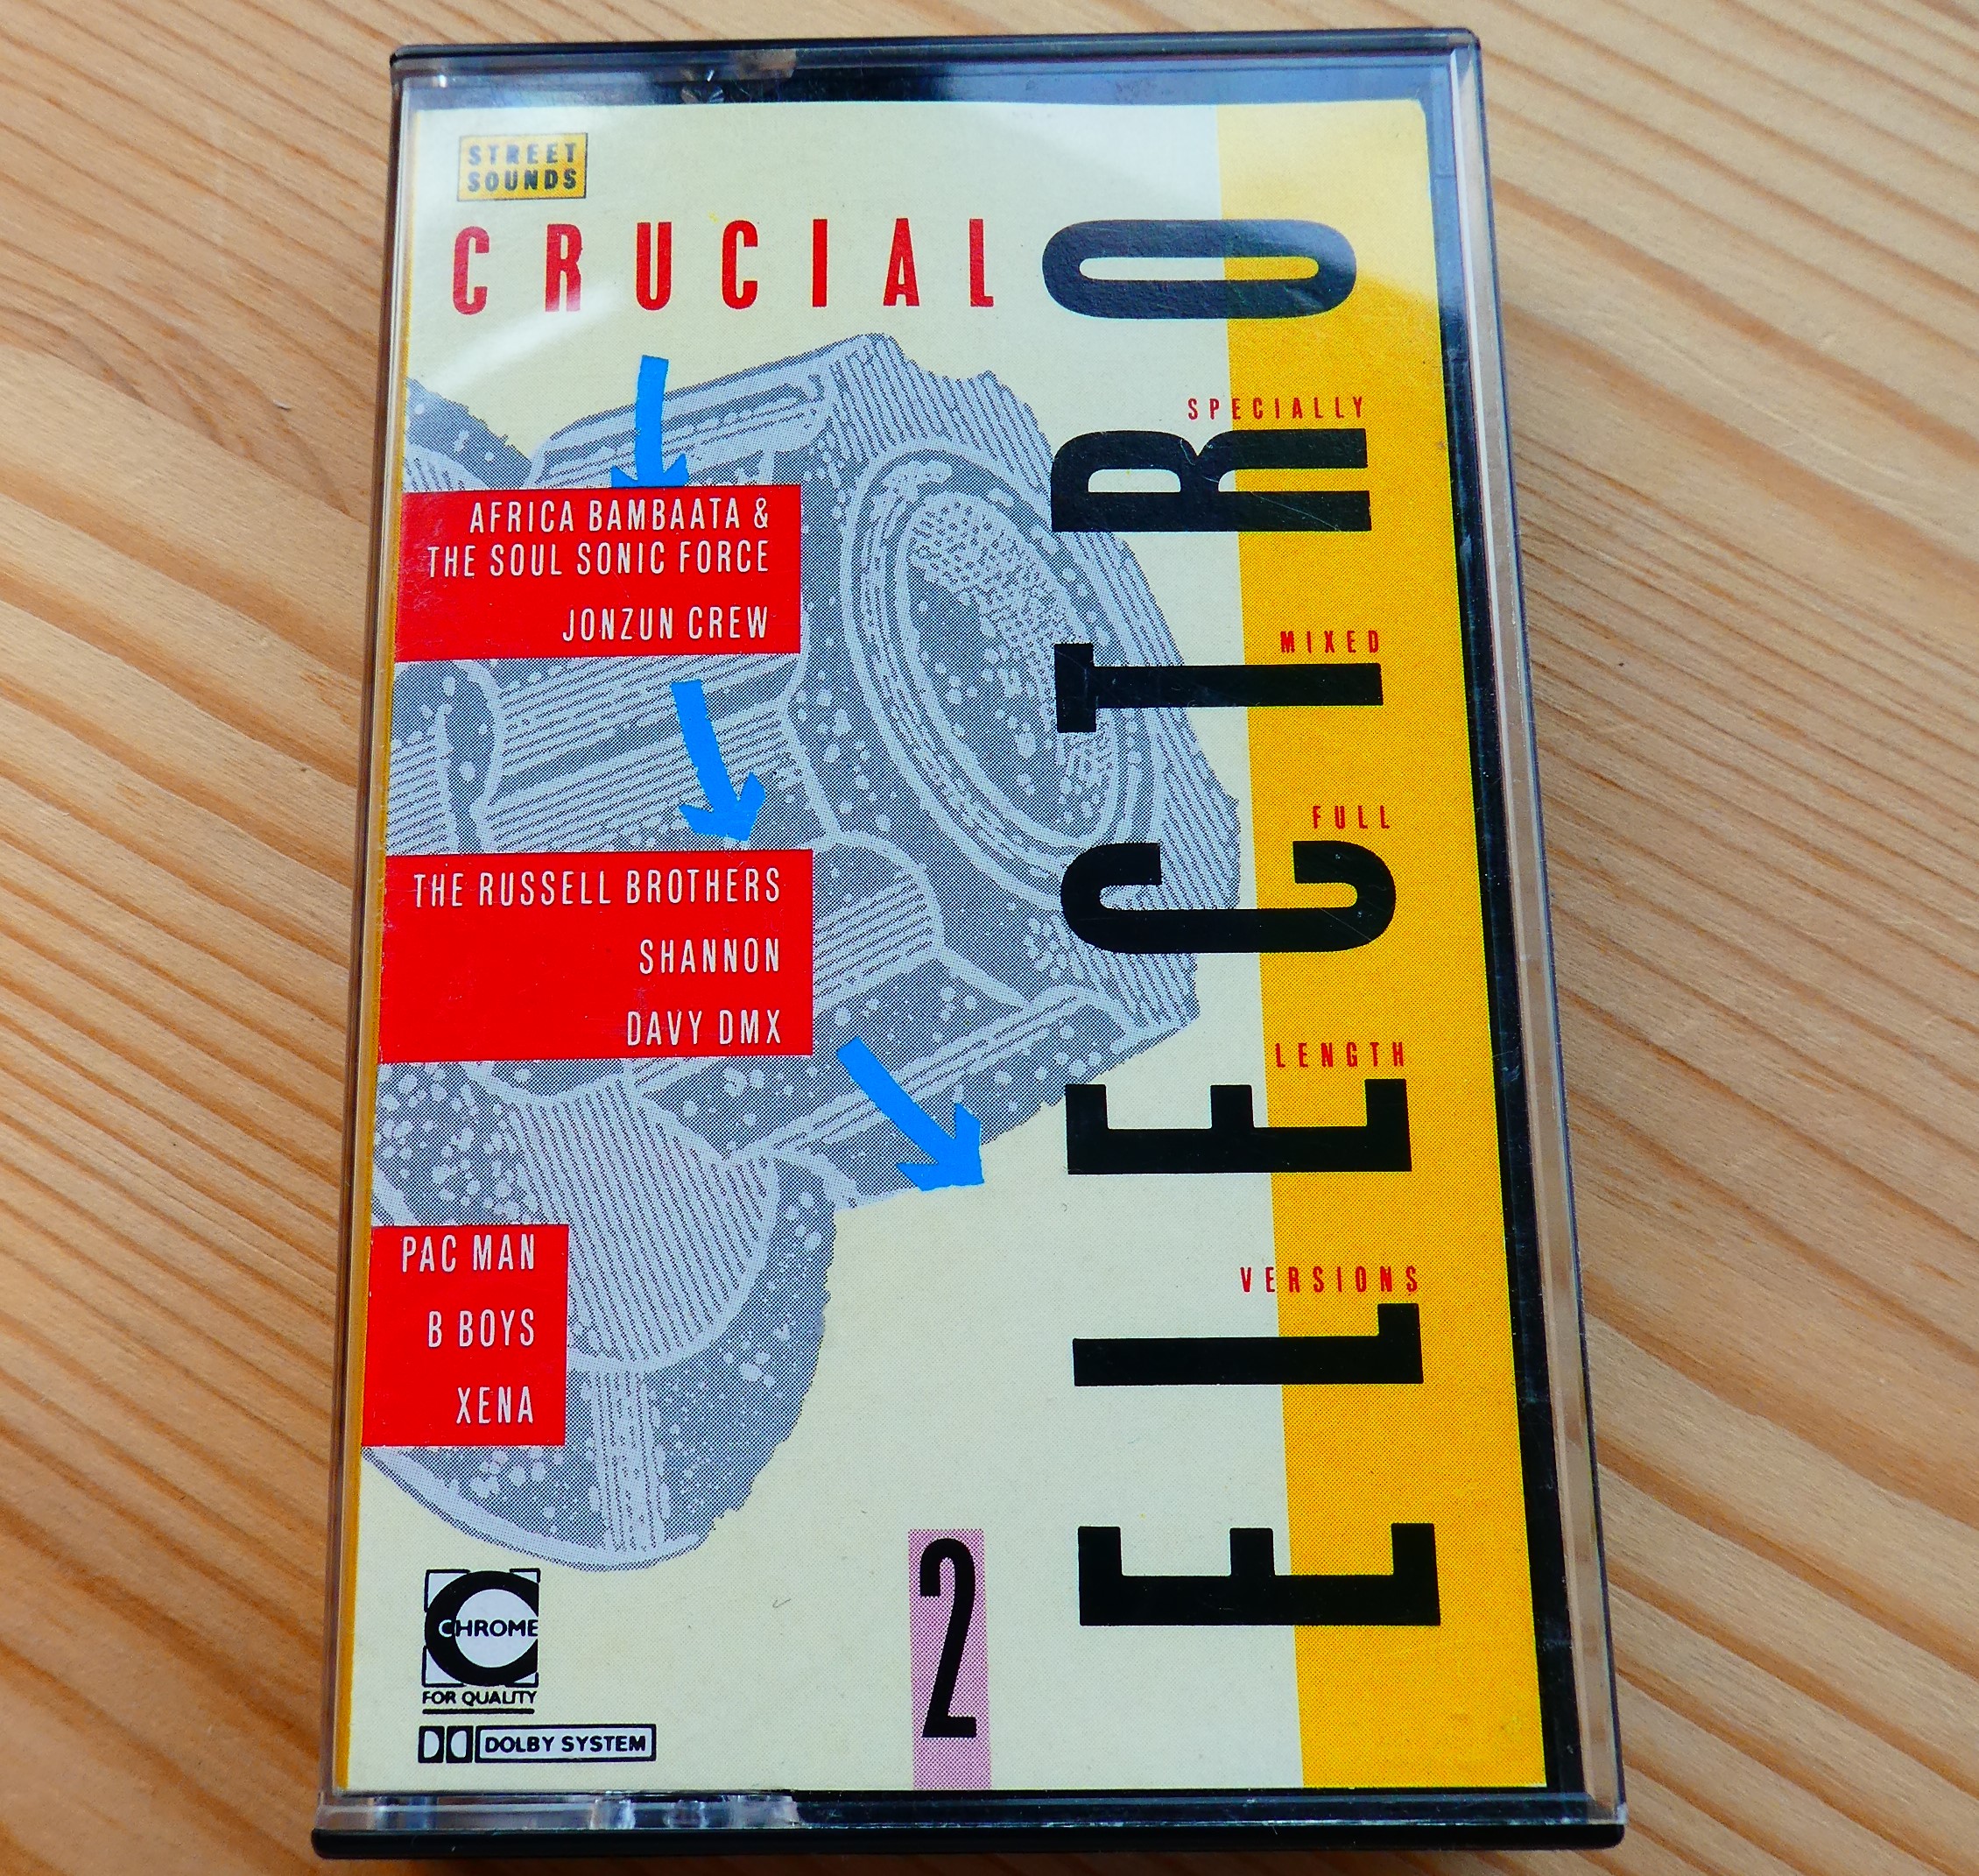 STREET
SOUNDS
CRUCIAL
ELECTRO
SPECIALLY
MIXED
FULL
LENGTH
VERSIONS
AFRICA BAMBAATA &
THE SOUL SONIC FORCE
JONZUN CREW
THE RUSSELL BROTHERS
SHANNON
DAVY DMX
PAC MAN
B BOYS
XENA
2
CHROME
FOR QUALITY
DOLBY SYSTEM